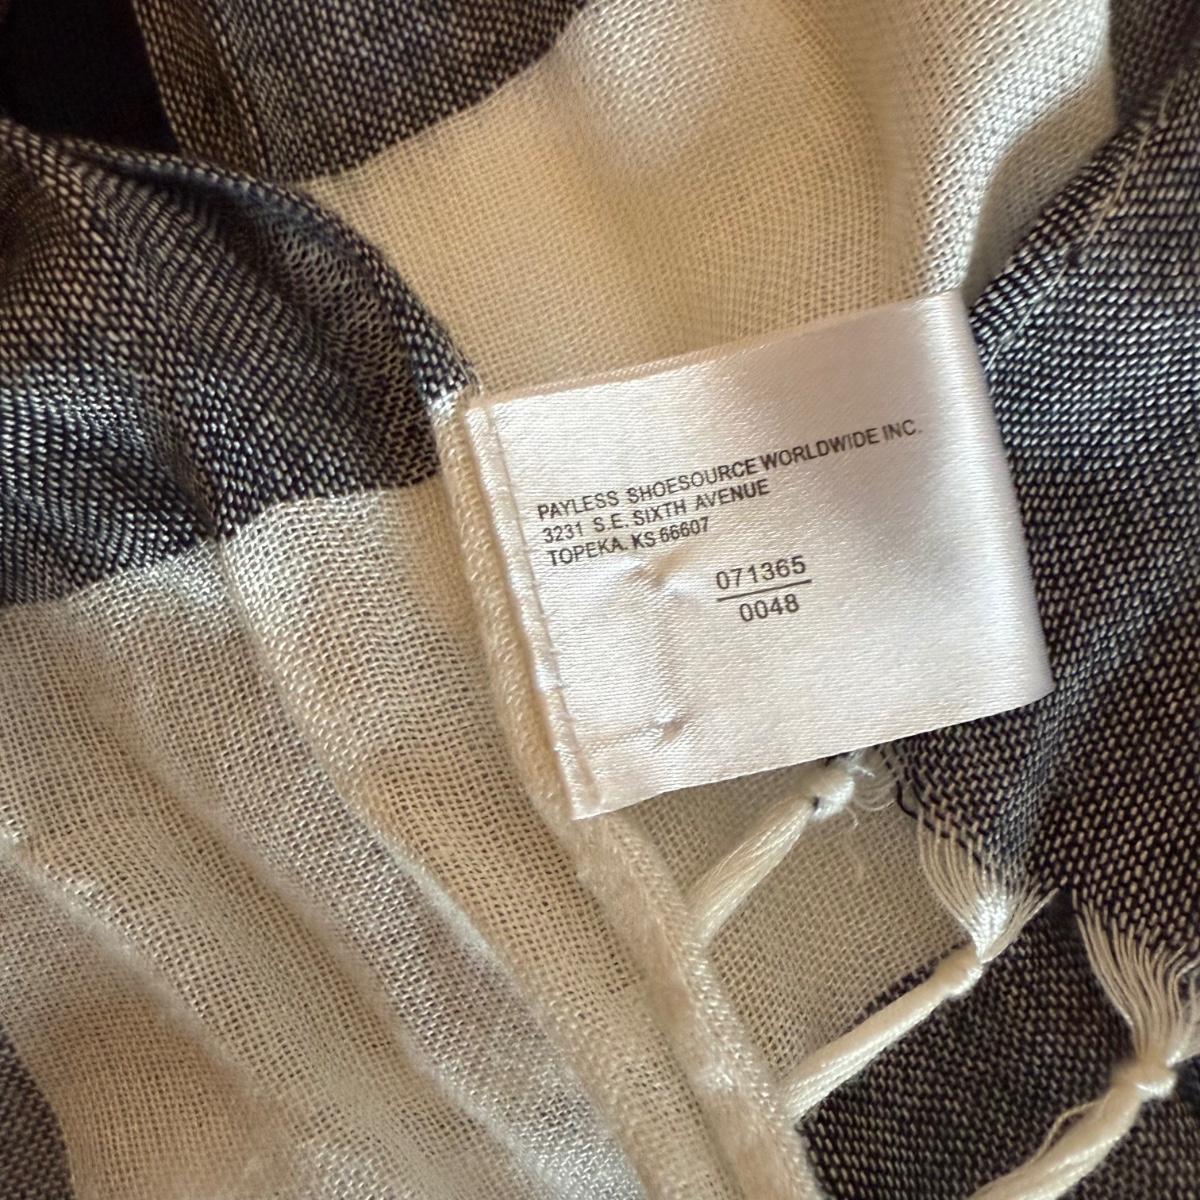 PAYLESS SHOESOURCE WORLDWIDE INC.
3231 S.E. SIXTH AVENUE
TOPEKA, KS 66607
071365
0048